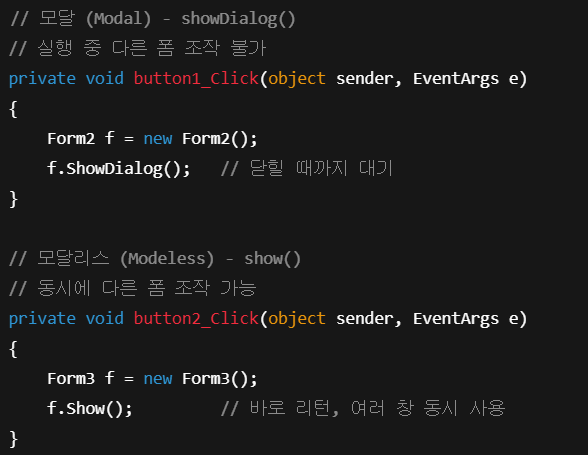 // 모달 (Modal) - showDialog()
// 실행 중 다른 폼 조작 불가
private void button1_Click(object sender, EventArgs e)
{
    Form2 f = new Form2();
    f.ShowDialog();   // 닫힐 때까지 대기
}

// 모달리스 (Modeless) - show()
// 동시에 다른 폼 조작 가능
private void button2_Click(object sender, EventArgs e)
{
    Form3 f = new Form3();
    f.Show();         // 바로 리턴, 여러 창 동시 사용
}